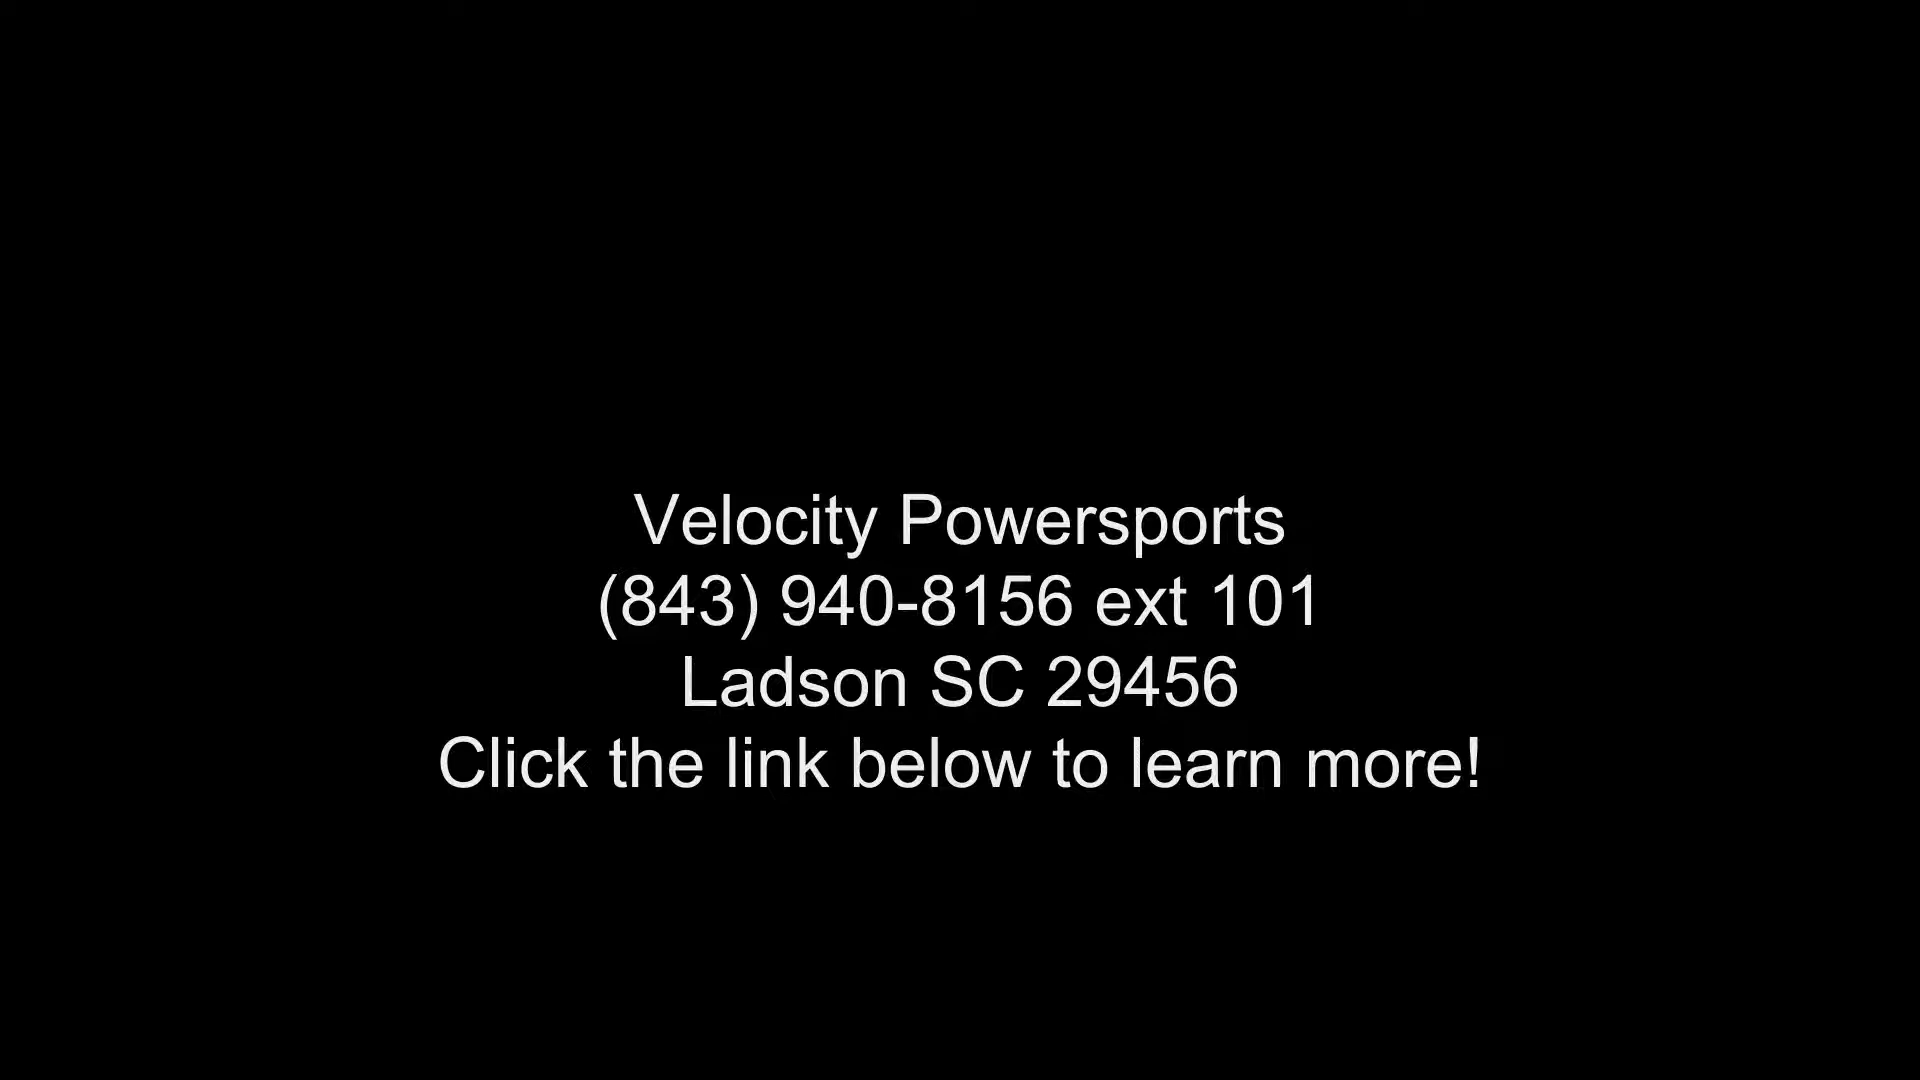 Velocity Powersports
(843) 940-8156 ext 101
Ladson SC 29456
Click the link below to learn more!